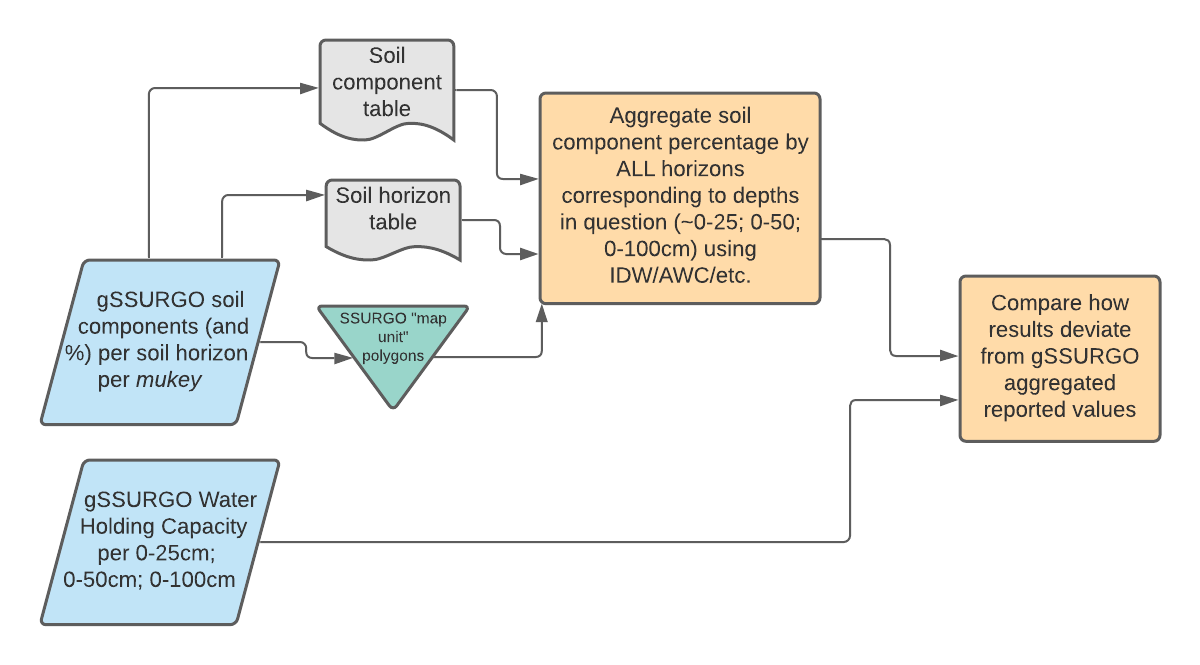 Soil
component
table
Soil horizon
table
gSSURGO soil
components (and
%) per soil horizon
per mukey
SSURGO "map
unit"
polygons
Aggregate soil
component percentage by
ALL horizons
corresponding to depths
in question (~0-25; 0-50;
0-100cm) using
IDW/AWC/etc.
Compare how
results deviate
from gSSURGO
aggregated
reported values
gSSURGO Water
Holding Capacity
per 0-25cm;
0-50cm; 0-100cm